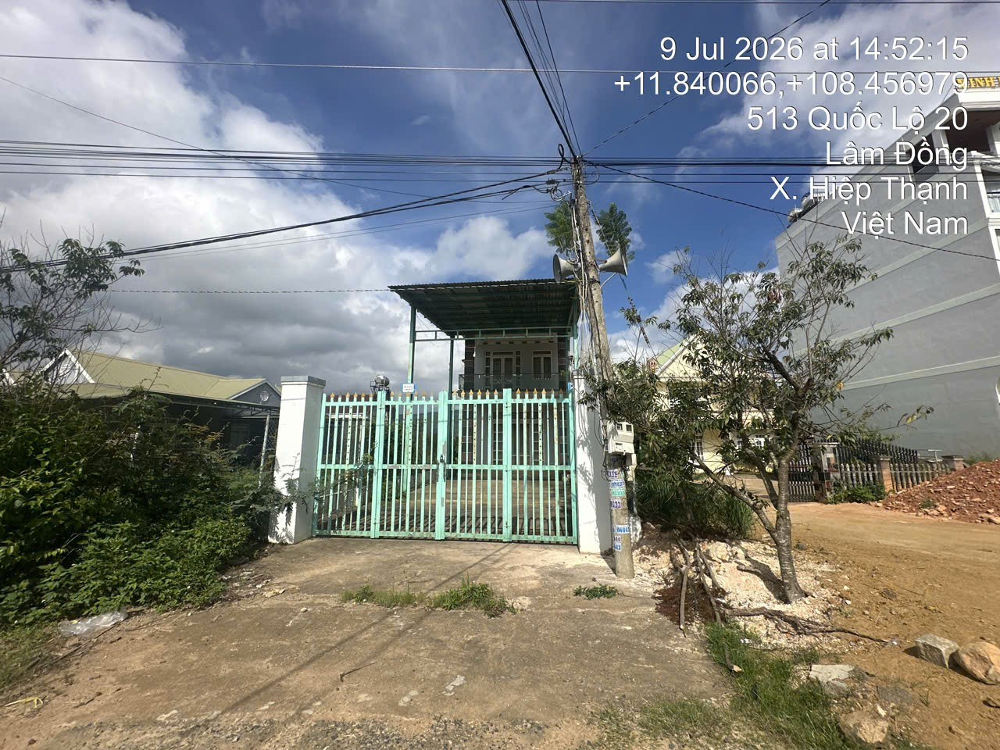 9 Jul 2026 at 14:52:15
+11.840066,+108.456979
513 Quốc Lộ 20
Lâm Đồng
X. Hiệp Thạnh
Việt Nam